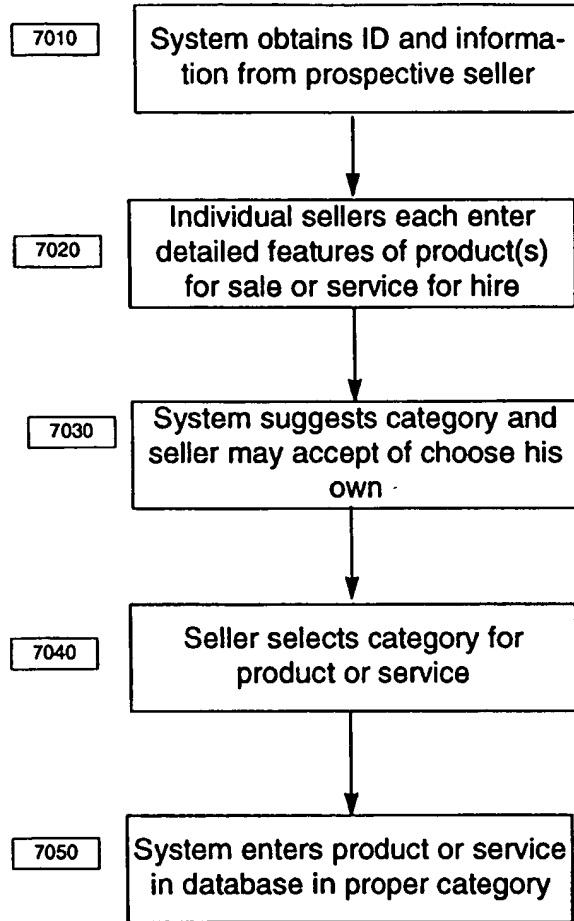 7010
System obtains ID and informa-
tion from prospective seller
7020
Individual sellers each enter
detailed features of product(s)
for sale or service for hire
7030
System suggests category and
seller may accept of choose his
own
7040
Seller selects category for
product or service
7050
System enters product or service
in database in proper category